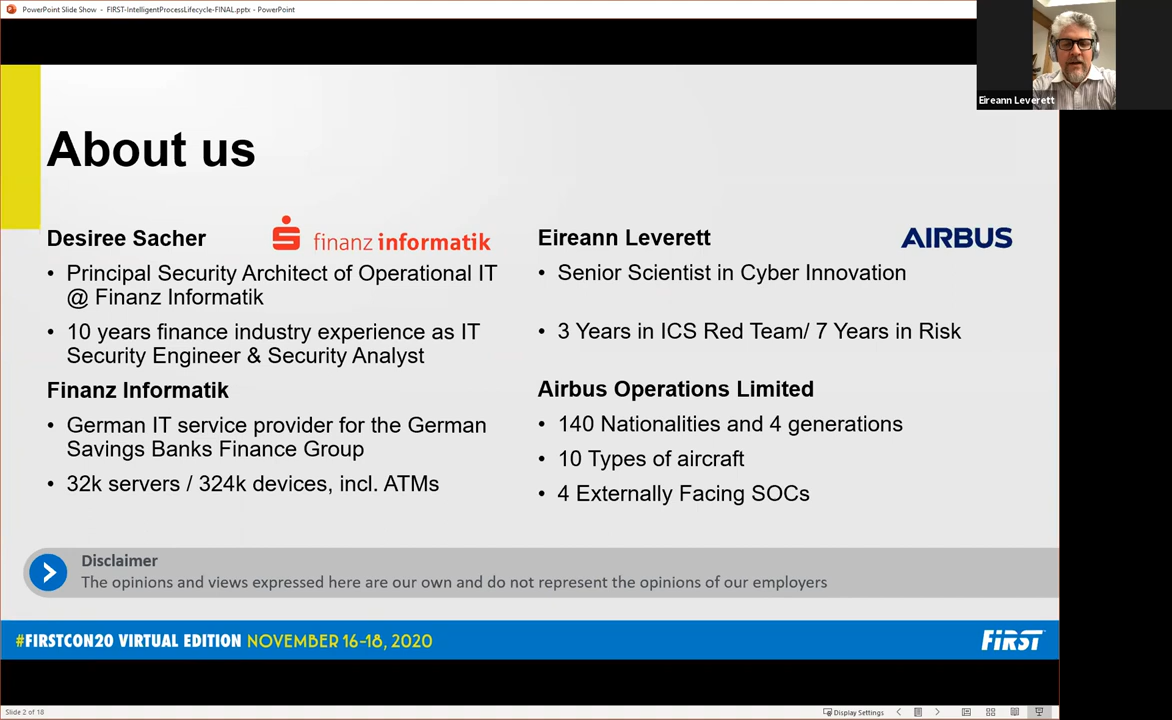 PowerPoint Slide Show - FIRST-IntelligentProcessLifecycle-FINAL.pptx - PowerPoint
Eireann Leverett
About us
Desiree Sacher
finanz informatik
• Principal Security Architect of Operational IT
@ Finanz Informatik
• 10 years finance industry experience as IT
Security Engineer & Security Analyst
Finanz Informatik
• German IT service provider for the German
Savings Banks Finance Group
• 32k servers / 324k devices, incl. ATMs
Eireann Leverett
AIRBUS
• Senior Scientist in Cyber Innovation
• 3 Years in ICS Red Team/ 7 Years in Risk
Airbus Operations Limited
• 140 Nationalities and 4 generations
• 10 Types of aircraft
• 4 Externally Facing SOCs
Disclaimer
The opinions and views expressed here are our own and do not represent the opinions of our employers
#FIRSTCON20 VIRTUAL EDITION NOVEMBER 16-18, 2020
FIRST
Slide 2 of 18
Display Settings